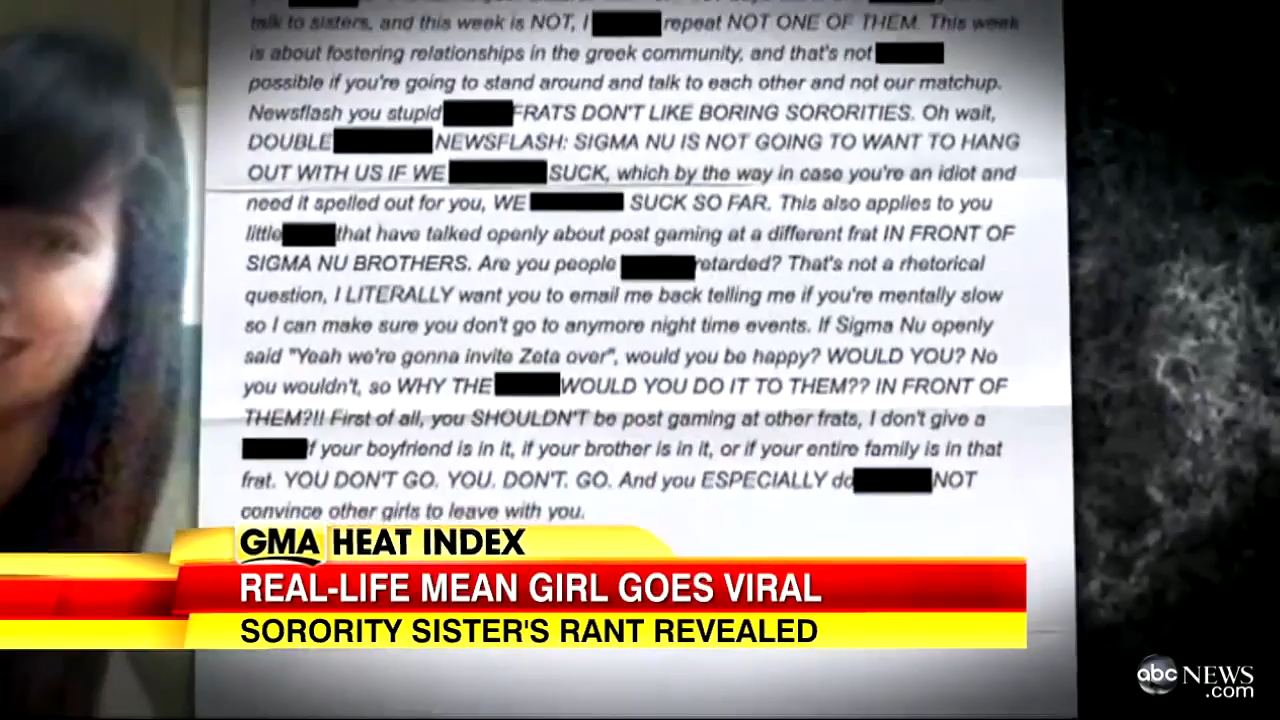 talk to sisters, and this week is NOT, I repeat NOT ONE OF THEM. This week
is about fostering relationships in the greek community, and that's not
possible if you're going to stand around and talk to each other and not our matchup.
Newsflash you stupid FRATS DON'T LIKE BORING SORORITIES. Oh wait,
DOUBLE NEWSFLASH: SIGMA NU IS NOT GOING TO WANT TO HANG
OUT WITH US IF WE SUCK, which by the way in case you're an idiot and
need it spelled out for you, WE SUCK SO FAR. This also applies to you
little that have talked openly about post gaming at a different frat IN FRONT OF
SIGMA NU BROTHERS. Are you people retarded? That's not a rhetorical
question, I LITERALLY want you to email me back telling me if you're mentally slow
so I can make sure you don't go to anymore night time events. If Sigma Nu openly
said "Yeah we're gonna invite Zeta over", would you be happy? WOULD YOU? No
you wouldn't, so WHY THE WOULD YOU DO IT TO THEM?? IN FRONT OF
THEM?!! First of all, you SHOULDN'T be post gaming at other frats, I don't give a
if your boyfriend is in it, if your brother is in it, or if your entire family is in that
frat. YOU DON'T GO. YOU. DON'T. GO. And you ESPECIALLY do NOT
convince other girls to leave with you.
GMA HEAT INDEX
REAL-LIFE MEAN GIRL GOES VIRAL
SORORITY SISTER'S RANT REVEALED
abc NEWS
.com